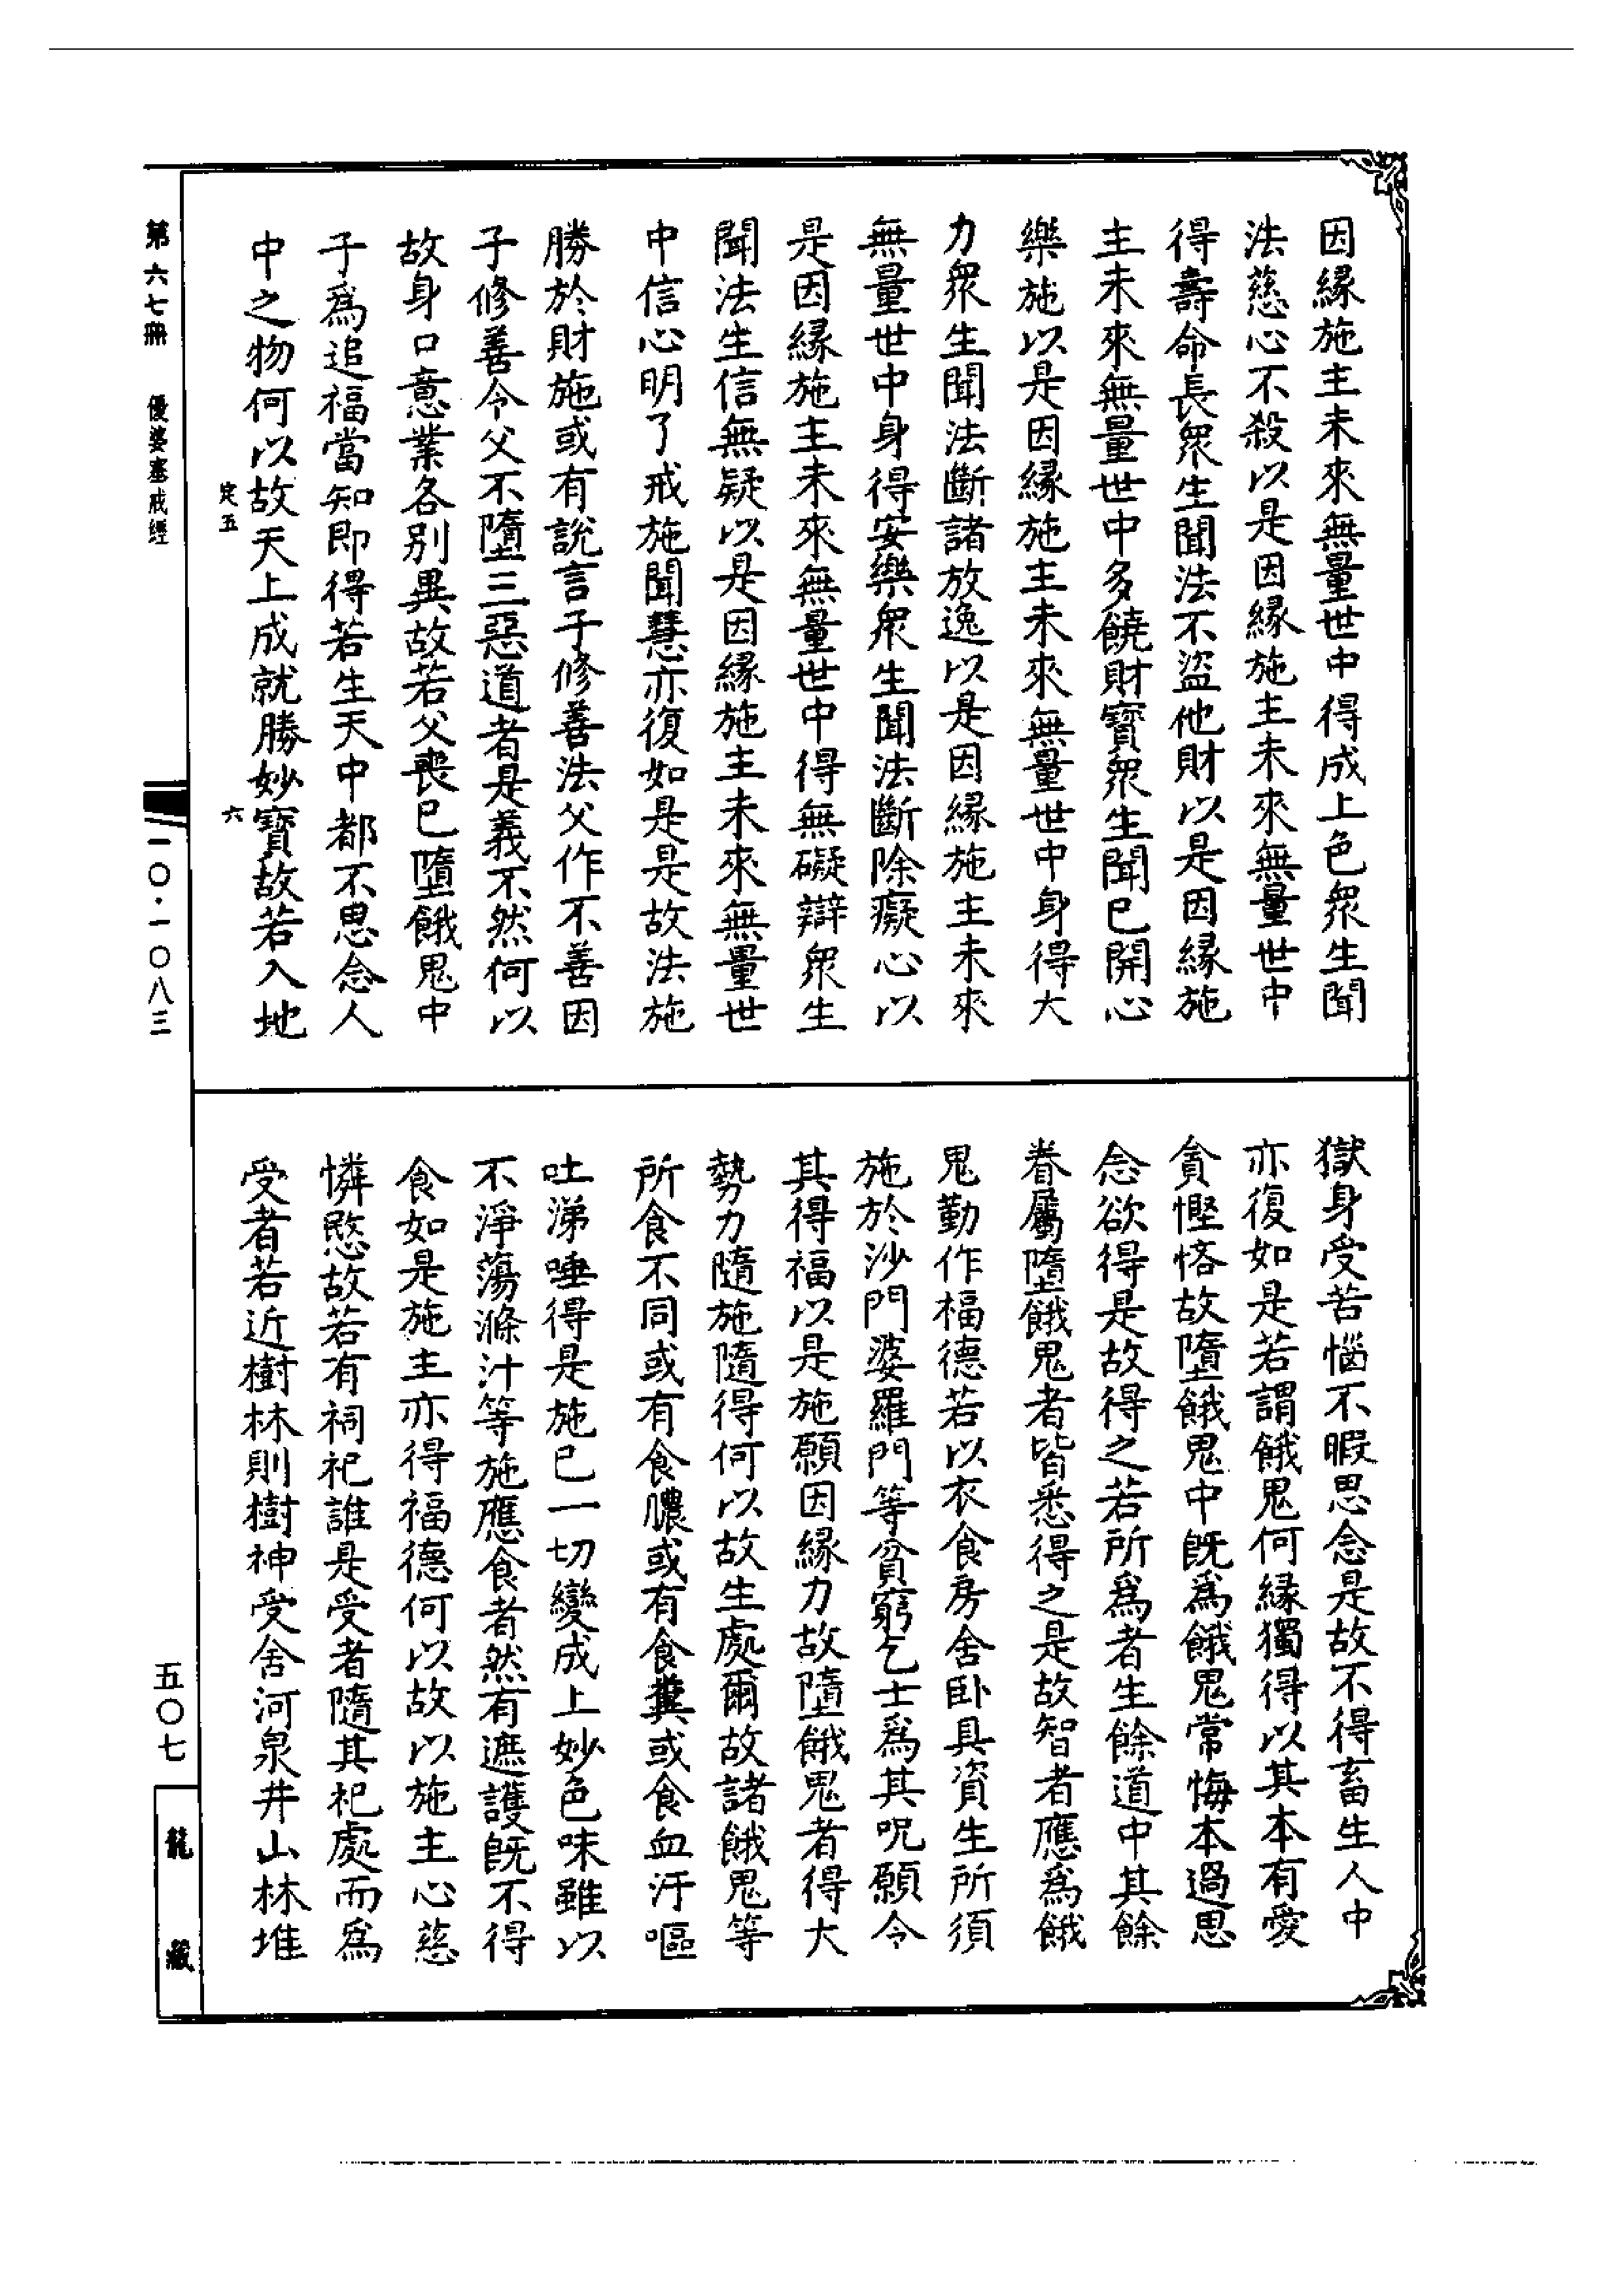 因緣施主未來無量世中得成上色衆生聞
法慈心不殺以是因緣施主未來無量世中
得壽命長衆生聞法不盜他財以是因緣施
主未來無量世中多饒財寶衆生聞已開心
樂施以是因緣施主未來無量世中身得大
力衆生聞法斷諸放逸以是因緣施主未來
無量世中身得安樂衆生聞法斷除癡心以
是因緣施主未來無量世中得無礙辯衆生
聞法生信無疑以是因緣施主未來無量世
中信心明了戒施聞慧亦復如是是故法施
勝於財施或有說言子修善法父作不善因
子修善令父不墮三惡道者是義不然何以
故身口意業各別異故若父喪已墮餓鬼中
子爲追福當知即得若生天中都不思念人
中之物何以故天上成就勝妙寶故若入地
獄身受苦惱不暇思念是故不得畜生人中
亦復如是若謂餓鬼何緣獨得以其本有愛
貪慳悋故墮餓鬼中旣爲餓鬼常悔本過思
念欲得是故得之若所爲者生餘道中其餘
眷屬墮餓鬼者皆悉得之是故智者應爲餓
鬼勤作福德若以衣食房舍卧具資生所須
施於沙門婆羅門等貧窮乞士爲其呪願令
其得福以是施願因緣力故墮餓鬼者得大
勢力隨施隨得何以故生處爾故諸餓鬼等
所食不同或有食膿或有食糞或食血汙嘔
吐涕唾得是施已一切變成上妙色味雖以
不淨蕩滌汁等施應食者然有遮護旣不得
食如是施主亦得福德何以故以施主心慈
憐愍故若有祠祀誰是受者隨其祀處而爲
受者若近樹林則樹神受舍河泉井山林堆
定五
六
第六七冊 優婆塞戒經
一〇·一〇八三
五〇七
龍藏